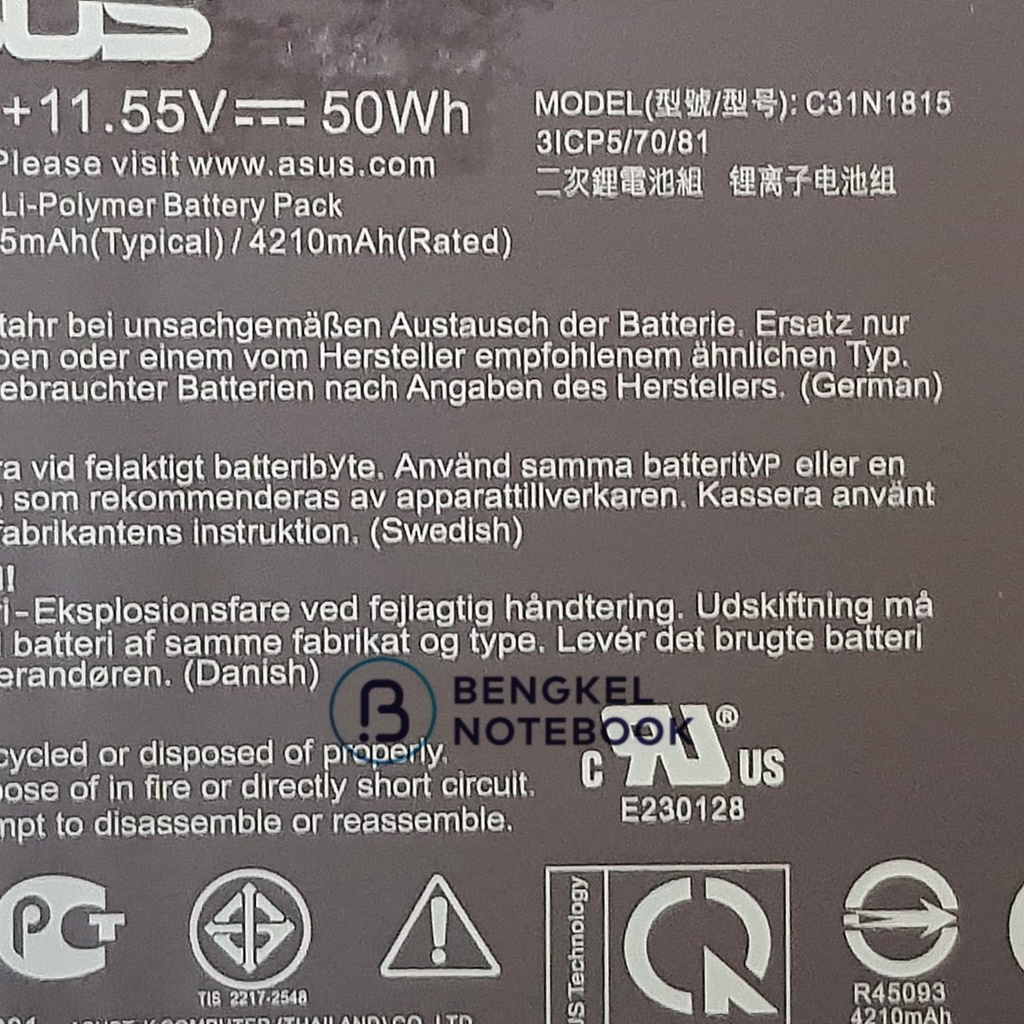 +11.55V 50Wh
Please visit www.asus.com
Li-Polymer Battery Pack
5mAh(Typical) / 4210mAh(Rated)
MODEL(型號/型号): C31N1815
3ICP5/70/81
二次鋰電池組 锂离子电池组
tahr bei unsachgemäßen Austausch der Batterie. Ersatz nur
ben oder einem vom Hersteller empfohlenem ähnlichen Typ.
ebrauchter Batterien nach Angaben des Herstellers. (German)
ra vid felaktigt batteribyte. Använd samma batterityp eller en
som rekommenderas av apparattillverkaren. Kassera använt
fabrikantens instruktion. (Swedish)
!
ri-Eksplosionsfare ved fejlagtig håndtering. Udskiftning må
batteri af samme fabrikat og type. Levér det brugte batteri
erandøren. (Danish)
BENGKEL
NOTEBOOK
cycled or disposed of properly.
pose of in fire or directly short circuit.
mpt to disassemble or reassemble.
C US ®
E230128
TIS 2217-2548
US Technology
R45093
4210mAh